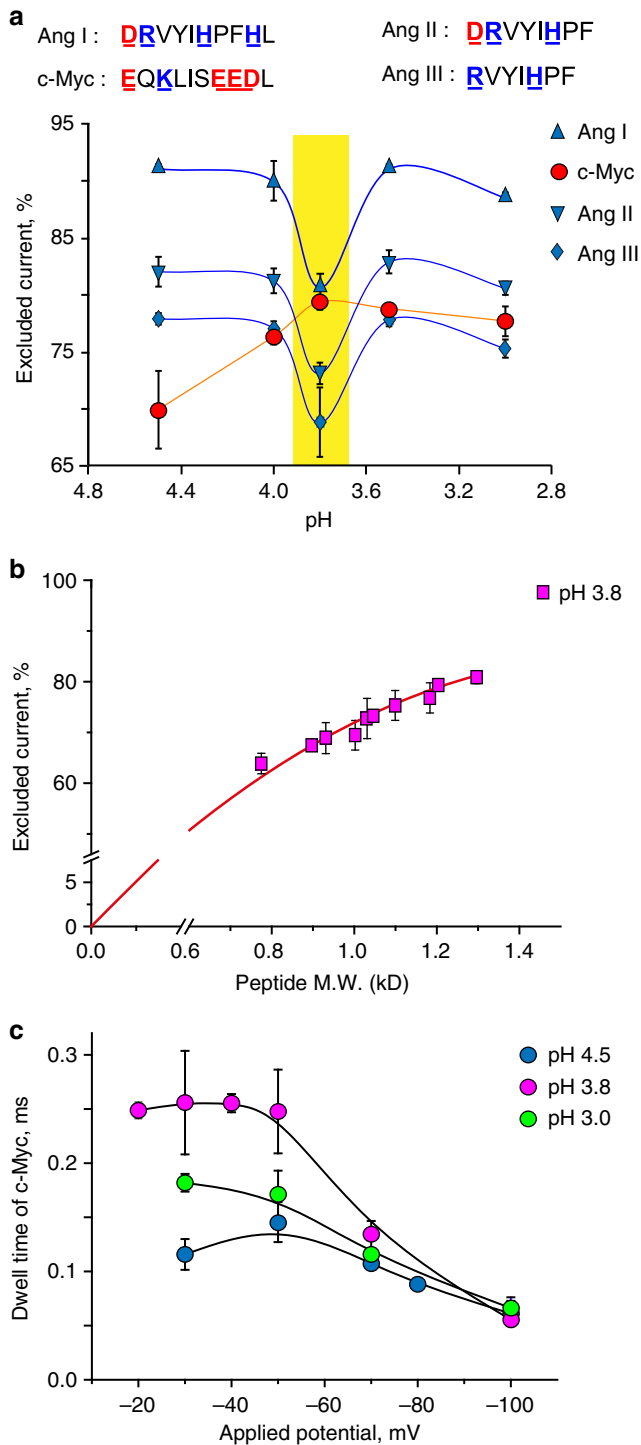 a
Ang I : DRVYIHPFHL
Ang II : DRVYIHPF
c-Myc : EQKLISEEDL
Ang III : RVYIHPF
95
85
75
65
Excluded current, %
4.8 4.4 4.0 3.6 3.2 2.8
pH
Ang I
c-Myc
Ang II
Ang III
b
100
80
60
5
0
Excluded current, %
0.0 0.6 0.8 1.0 1.2 1.4
Peptide M.W. (kD)
pH 3.8
c
0.3
0.2
0.1
0.0
Dwell time of c-Myc, ms
–20 –40 –60 –80 –100
Applied potential, mV
pH 4.5
pH 3.8
pH 3.0